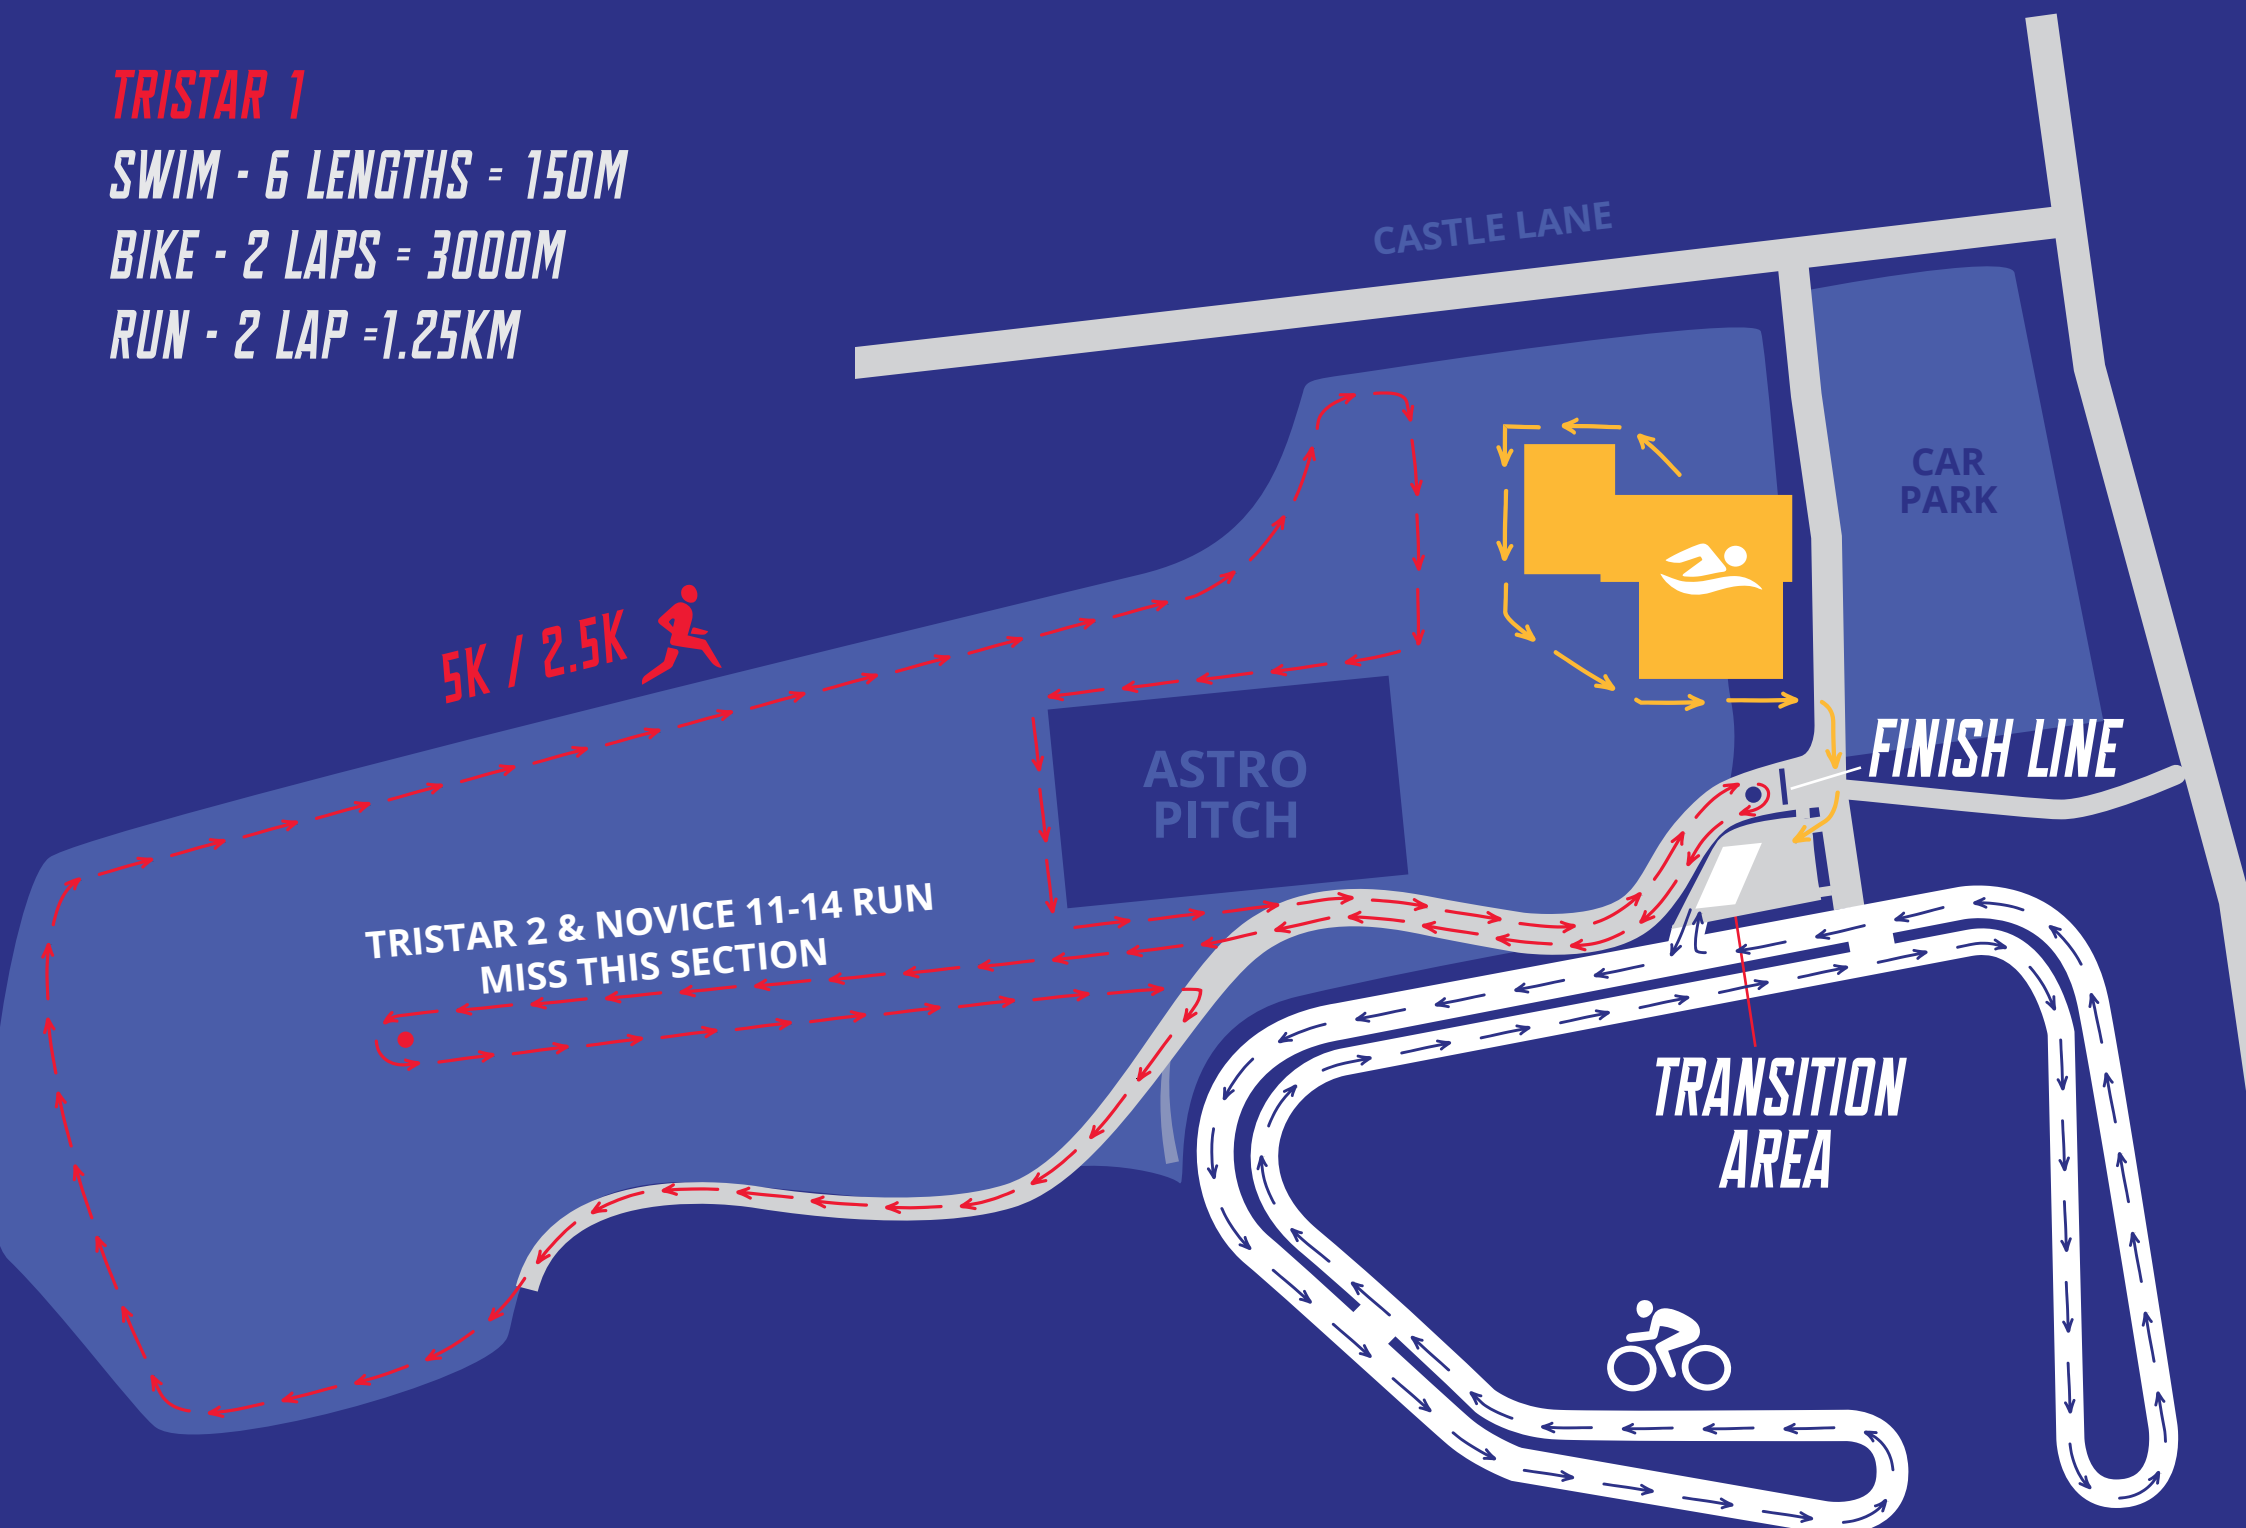 TRISTAR 1
SWIM - 6 LENGTHS = 150M
BIKE - 2 LAPS = 3000M
RUN - 2 LAP =1.25KM
CASTLE LANE
CAR
PARK
5K / 2.5K
FINISH LINE
ASTRO
PITCH
TRISTAR 2 & NOVICE 11-14 RUN
MISS THIS SECTION
TRANSITION
AREA